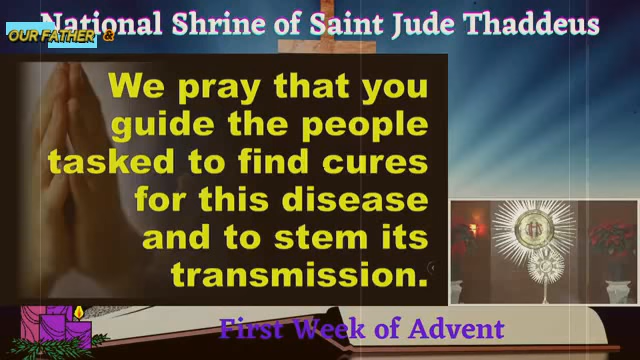 National Shrine of Saint Jude Thaddeus
OUR FATHER &
We pray that you
guide the people
tasked to find cures
for this disease
and to stem its
transmission.
First Week of Advent